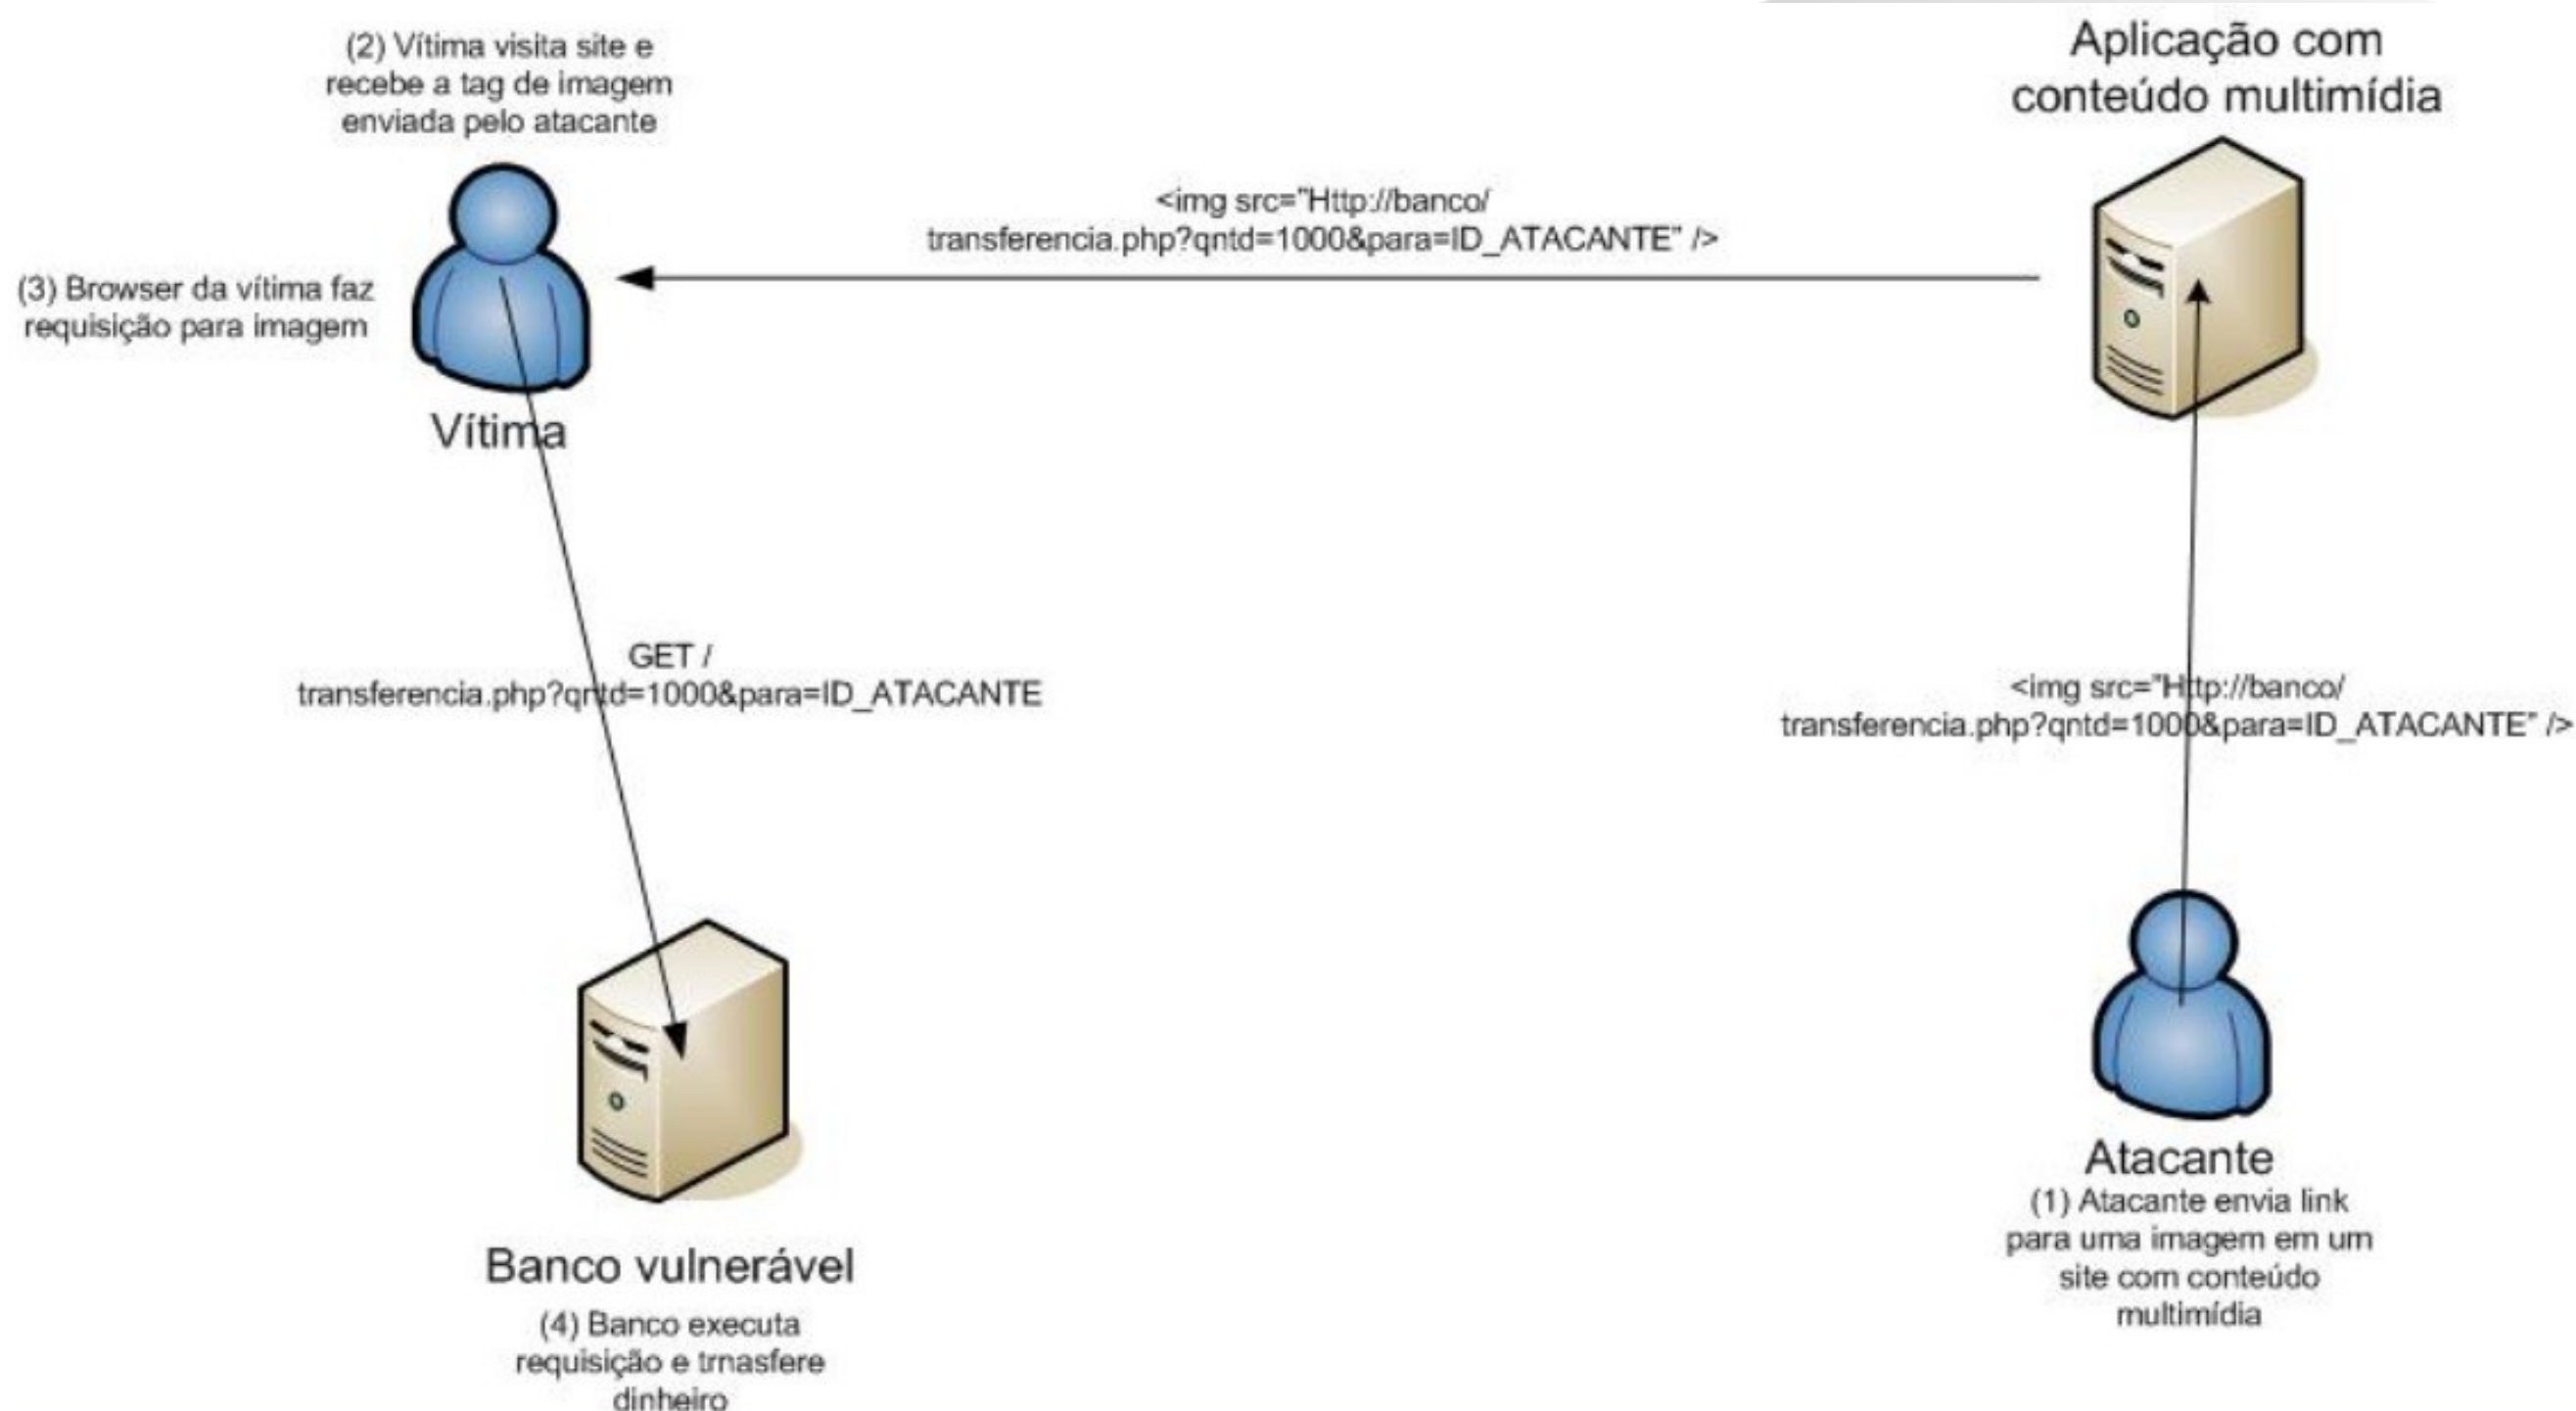 (2) Vítima visita site e
recebe a tag de imagem
enviada pelo atacante
Aplicação com
conteúdo multimídia
<img src="Http://banco/
transferencia.php?qntd=1000&para=ID_ATACANTE" />
(3) Browser da vítima faz
requisição para imagem
Vítima
GET /
transferencia.php?qntd=1000&para=ID_ATACANTE
<img src="Http://banco/
transferencia.php?qntd=1000&para=ID_ATACANTE" />
Banco vulnerável
(4) Banco executa
requisição e trnasfere
dinheiro
Atacante
(1) Atacante envia link
para uma imagem em um
site com conteúdo
multimídia